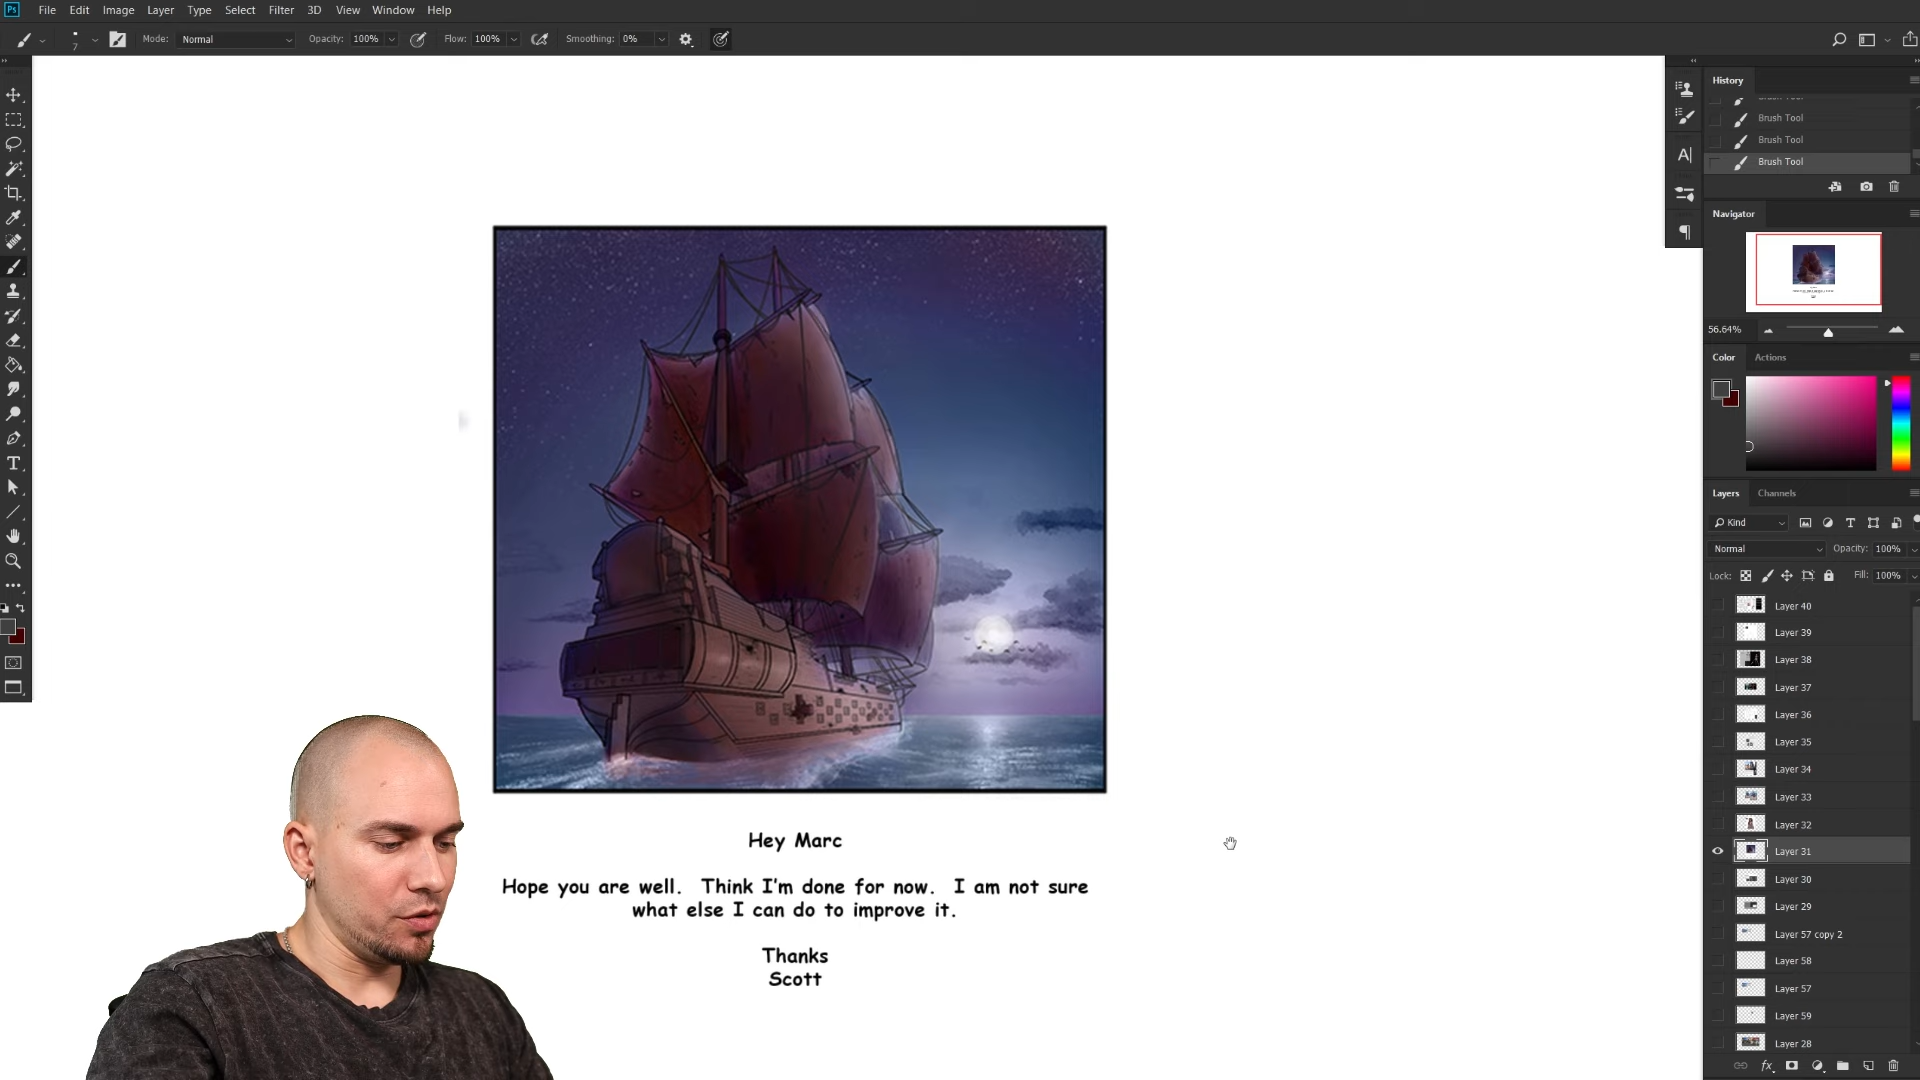 Ps File Edit Image Layer Type Select Filter 3D View Window Help
7 Mode: Normal Opacity: 100% Flow: 100% Smoothing: 0%
History
Brush Tool
Brush Tool
Brush Tool
Brush Tool
Navigator
56.64%
Color Actions
Layers Channels
Kind
Normal Opacity: 100%
Lock: Fill: 100%
Layer 40
Layer 39
Layer 38
Layer 37
Layer 36
Layer 35
Layer 34
Layer 33
Layer 32
Layer 31
Layer 30
Layer 29
Layer 57 copy 2
Layer 58
Layer 57
Layer 59
Layer 28
fx
Hey Marc
Hope you are well. Think I'm done for now. I am not sure
what else I can do to improve it.
Thanks
Scott